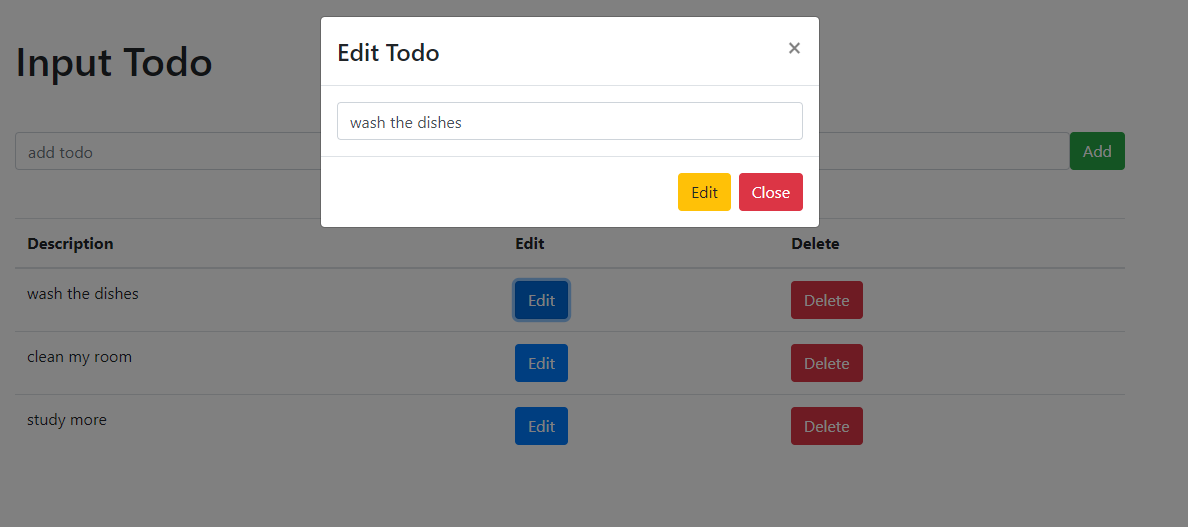 Input Todo
Edit Todo ×
wash the dishes
Edit Close
add todo Add
Description Edit Delete
wash the dishes Edit Delete
clean my room Edit Delete
study more Edit Delete